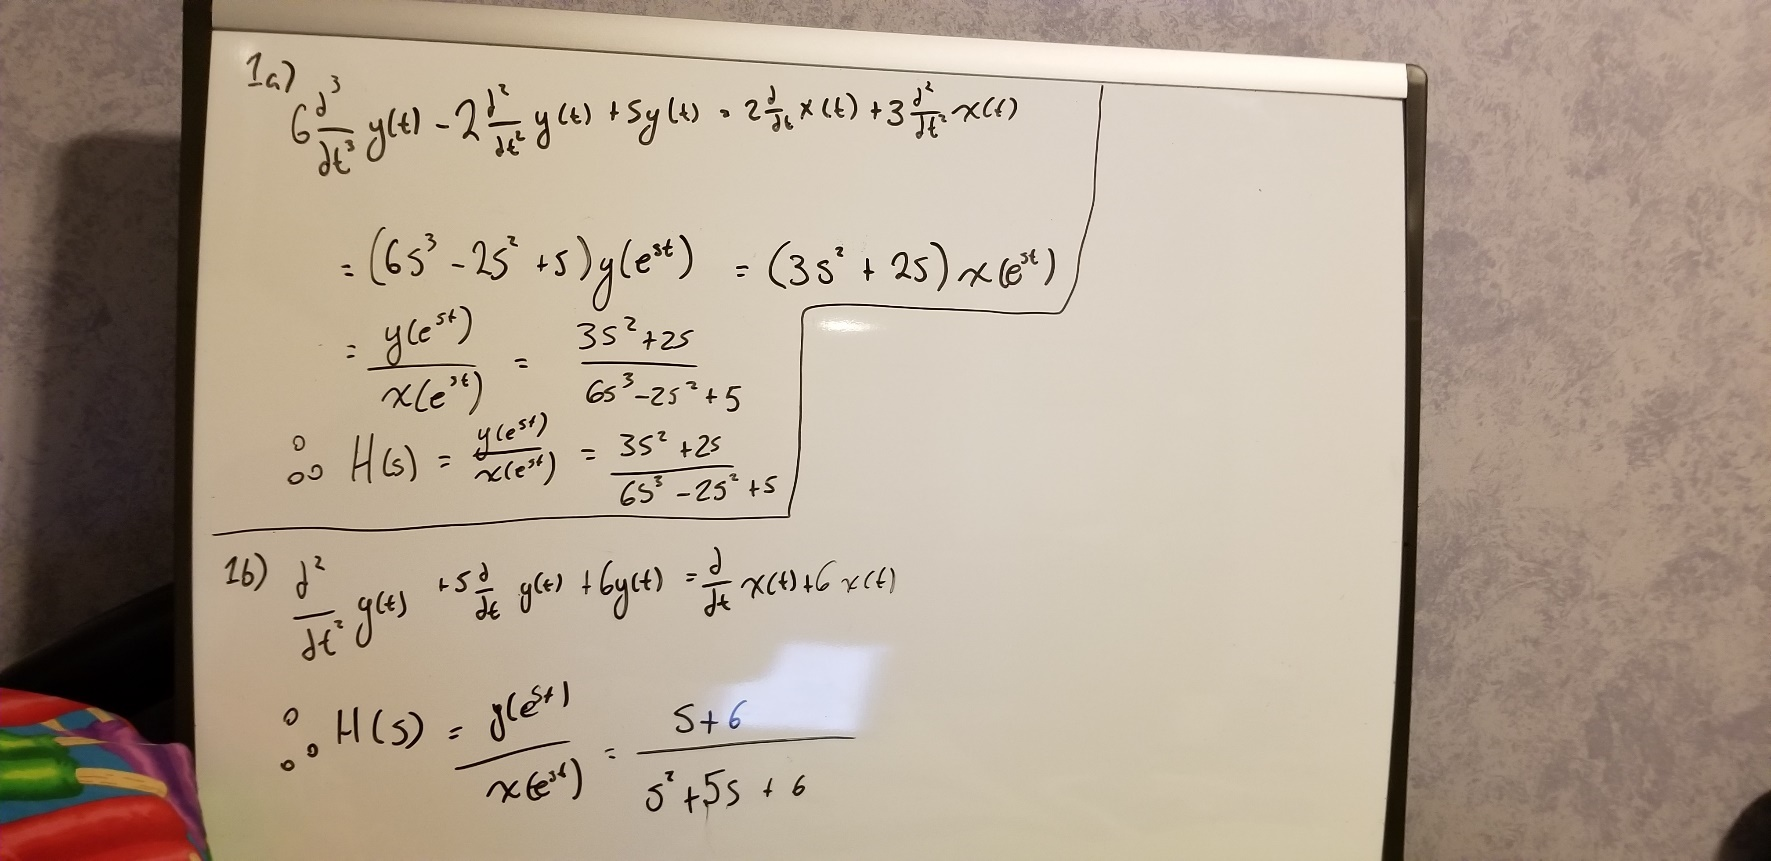 1a)
6 d³/dt³ y(t) - 2 d²/dt² y(t) + 5y(t) = 2 d/dt x(t) + 3 d²/dt² x(t)
= (6s³ - 2s² + 5)y(e^st) = (3s² + 2s) x(e^st)
= y(e^st)/x(e^st) = (3s² + 2s)/(6s³ - 2s² + 5)
∴ H(s) = y(e^st)/x(e^st) = (3s² + 2s)/(6s³ - 2s² + 5)
1b) d²/dt² y(t) + 5 d/dt y(t) + 6y(t) = d/dt x(t) + 6 x(t)
∴ H(s) = y(e^st)/x(e^st) = (s + 6)/(s² + 5s + 6)